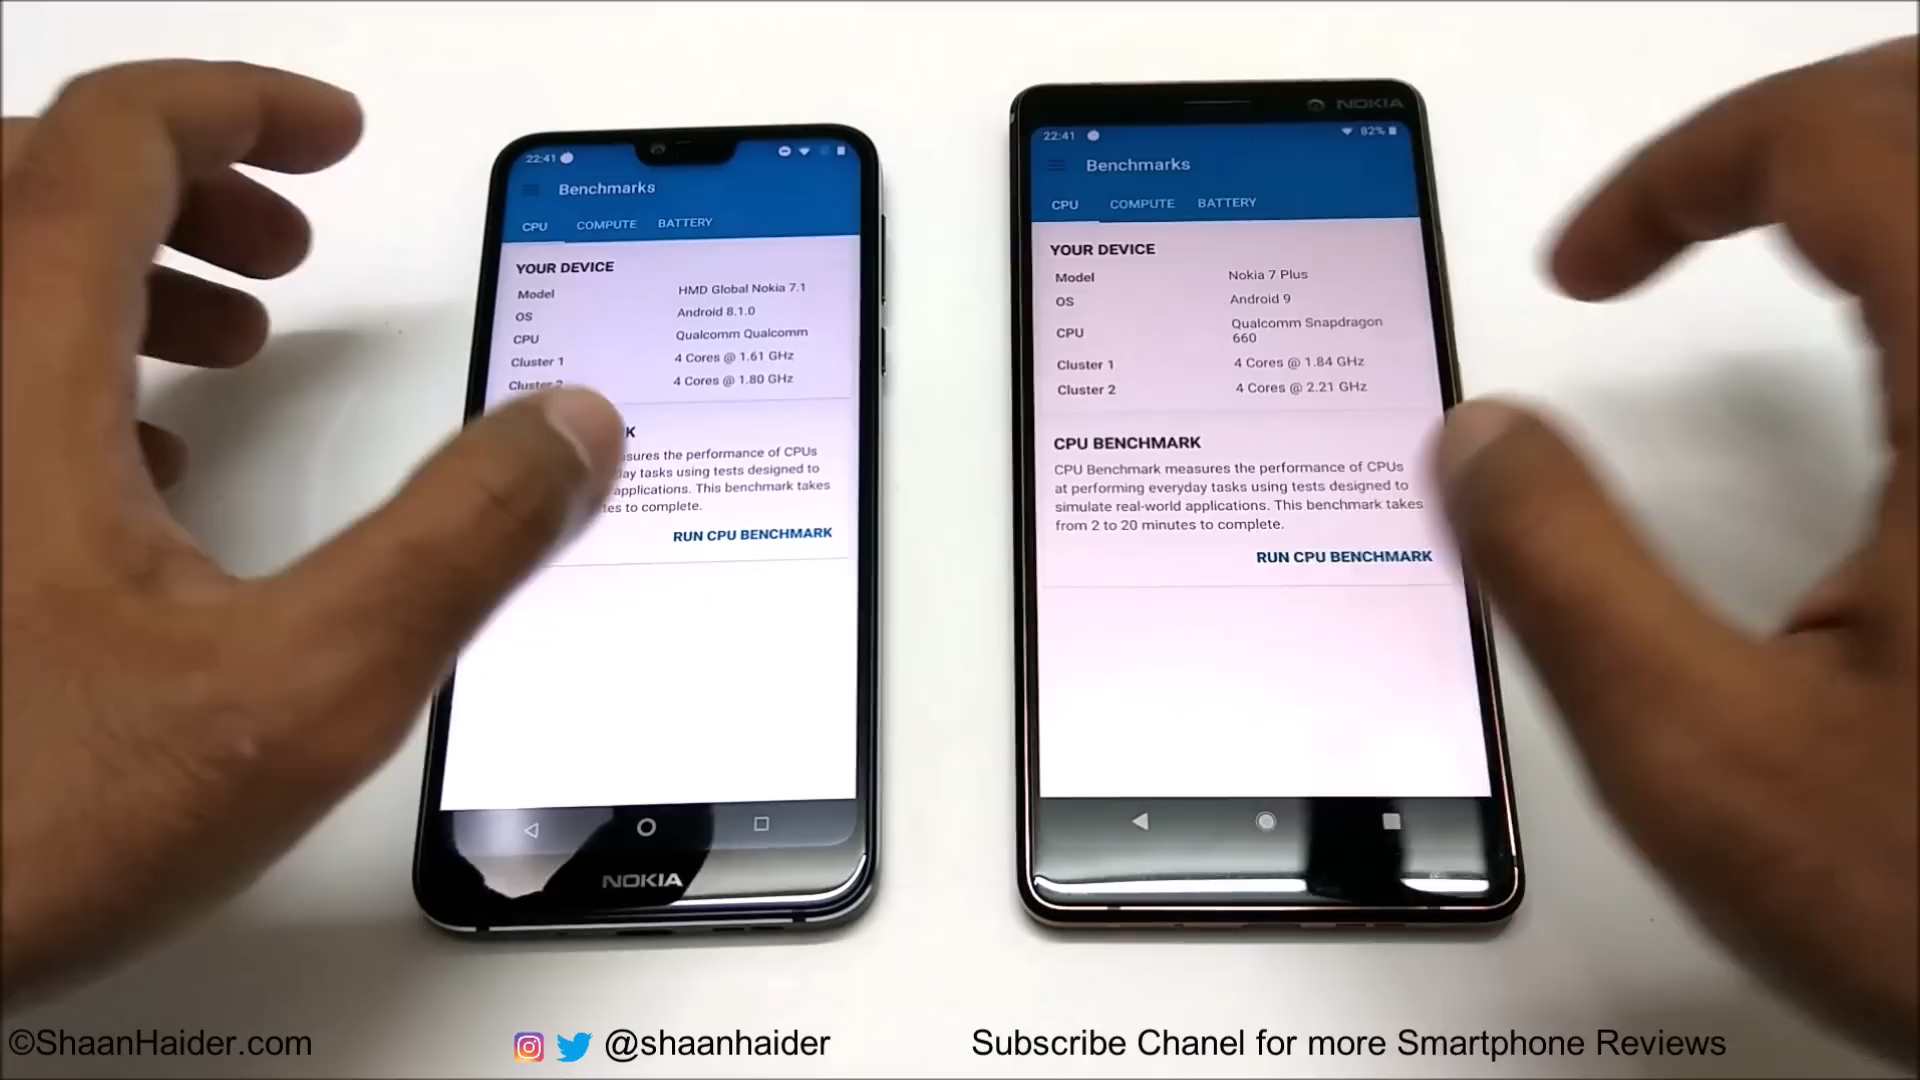 22:41
Benchmarks
CPU COMPUTE BATTERY
YOUR DEVICE
Model HMD Global Nokia 7.1
OS Android 8.1.0
CPU Qualcomm Qualcomm
Cluster 1 4 Cores @ 1.61 GHz
Cluster 2 4 Cores @ 1.80 GHz
K
sures the performance of CPUs
ay tasks using tests designed to
applications. This benchmark takes
tes to complete.
RUN CPU BENCHMARK
NOKIA
NOKIA
22:41 82%
Benchmarks
CPU COMPUTE BATTERY
YOUR DEVICE
Model Nokia 7 Plus
OS Android 9
CPU Qualcomm Snapdragon
660
Cluster 1 4 Cores @ 1.84 GHz
Cluster 2 4 Cores @ 2.21 GHz
CPU BENCHMARK
CPU Benchmark measures the performance of CPUs
at performing everyday tasks using tests designed to
simulate real-world applications. This benchmark takes
from 2 to 20 minutes to complete.
RUN CPU BENCHMARK
©ShaanHaider.com
@shaanhaider
Subscribe Chanel for more Smartphone Reviews